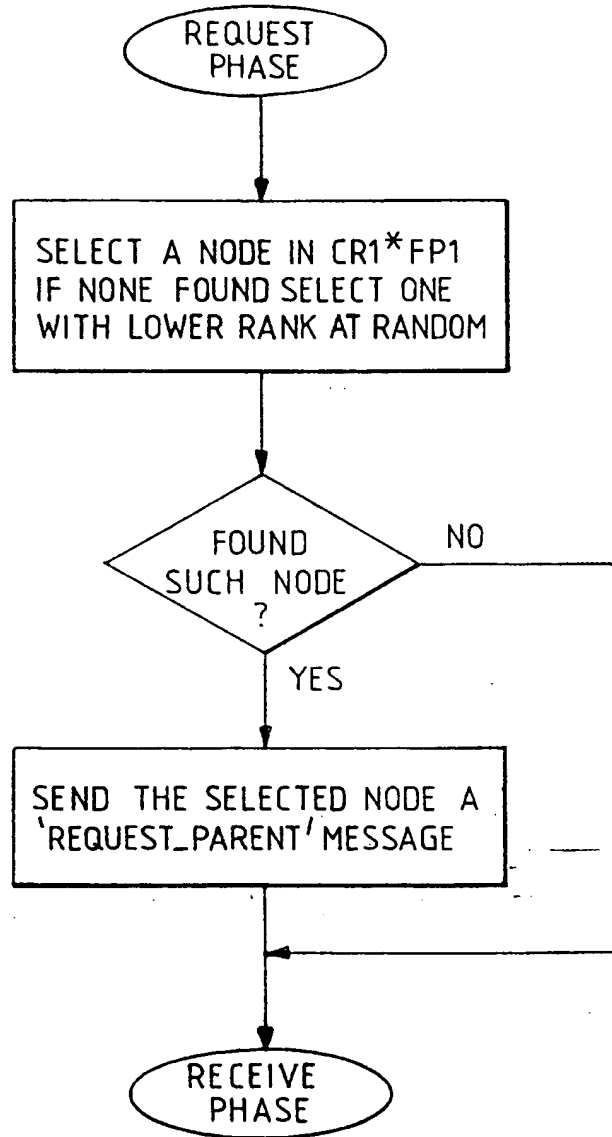 REQUEST
PHASE
SELECT A NODE IN CR1*FP1
IF NONE FOUND SELECT ONE
WITH LOWER RANK AT RANDOM
FOUND
SUCH NODE
?
NO
YES
SEND THE SELECTED NODE A
'REQUEST_PARENT' MESSAGE
RECEIVE
PHASE